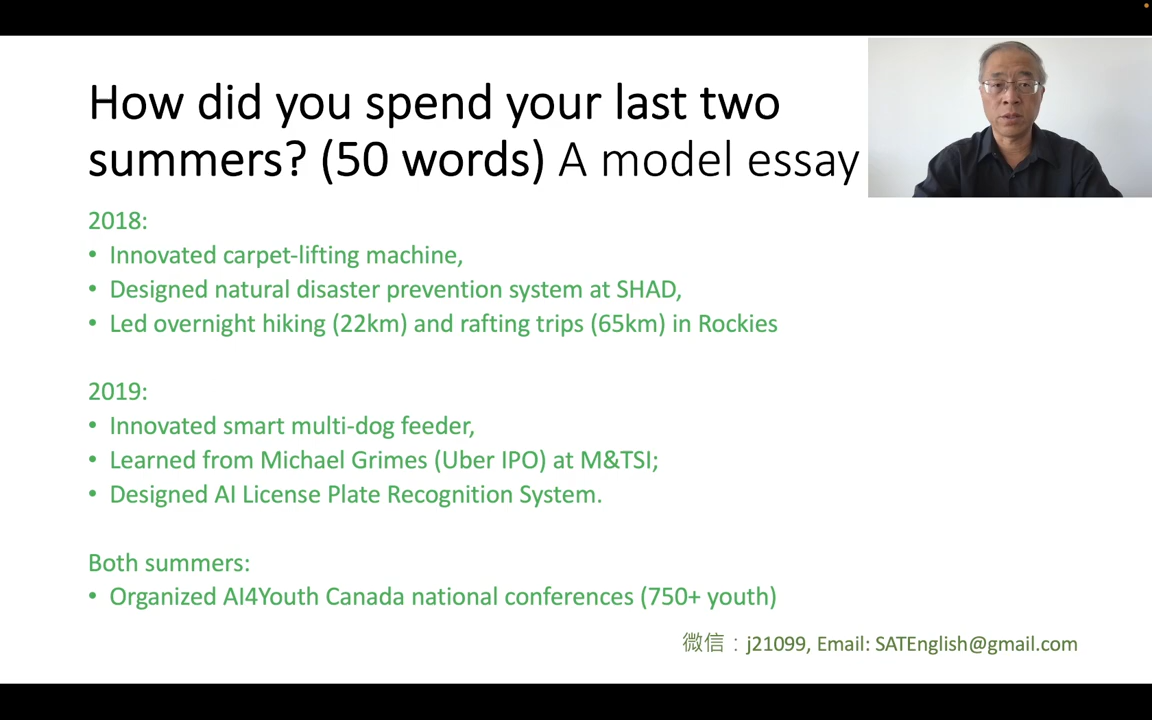 How did you spend your last two
summers? (50 words) A model essay
2018:
• Innovated carpet-lifting machine,
• Designed natural disaster prevention system at SHAD,
• Led overnight hiking (22km) and rafting trips (65km) in Rockies
2019:
• Innovated smart multi-dog feeder,
• Learned from Michael Grimes (Uber IPO) at M&TSI;
• Designed AI License Plate Recognition System.
Both summers:
• Organized AI4Youth Canada national conferences (750+ youth)
微信：j21099, Email: SATEnglish@gmail.com